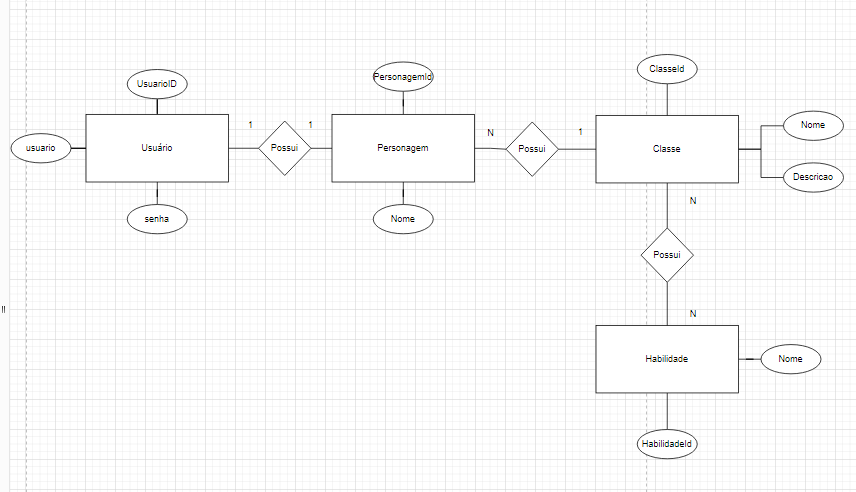 ClasseId
PersonagemId
UsuarioID
1
1
N
1
Nome
usuario
Usuário
Possui
Personagem
Possui
Classe
Descricao
N
senha
Nome
Possui
N
Habilidade
Nome
HabilidadeId